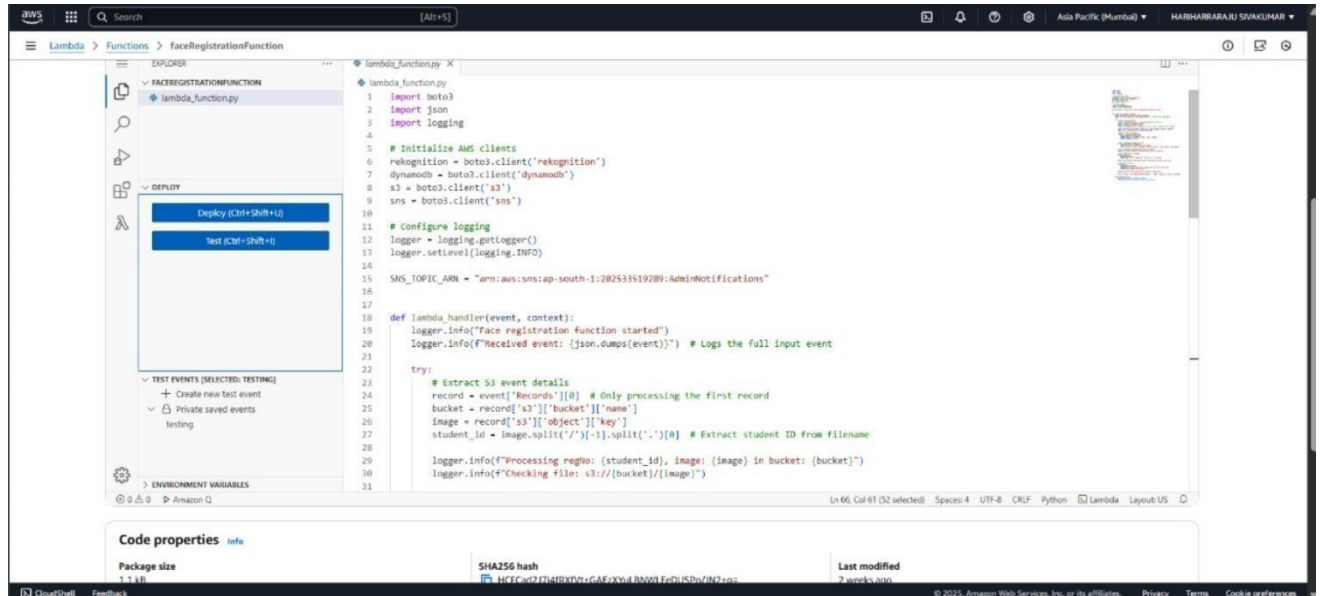 aws
Search
[Alt+S]
Asia Pacific (Mumbai)
HARIHARRARAJU SIVAKUMAR
Lambda > Functions > faceRegistrationFunction
EXPLORER
FACEREGISTRATIONFUNCTION
lambda_function.py
DEPLOY
Deploy (Ctrl+Shift+U)
Test (Ctrl+Shift+I)
TEST EVENTS [SELECTED: TESTING]
+ Create new test event
Private saved events
testing
ENVIRONMENT VARIABLES
lambda_function.py
lambda_function.py
1 import boto3
2 import json
3 import logging
4
5 # Initialize AWS clients
6 rekognition = boto3.client('rekognition')
7 dynamodb = boto3.client('dynamodb')
8 s3 = boto3.client('s3')
9 sns = boto3.client('sns')
10
11 # Configure logging
12 logger = logging.getLogger()
13 logger.setLevel(logging.INFO)
14
15 SNS_TOPIC_ARN = "arn:aws:sns:ap-south-1:202533519289:AdminNotifications"
16
17
18 def lambda_handler(event, context):
19 logger.info("Face registration function started")
20 logger.info(f"Received event: {json.dumps(event)}") # Logs the full input event
21
22 try:
23 # Extract S3 event details
24 record = event['Records'][0] # Only processing the first record
25 bucket = record['s3']['bucket']['name']
26 image = record['s3']['object']['key']
27 student_id = image.split('/')[-1].split('.')[0] # Extract student ID from filename
28
29 logger.info(f"Processing regNo: {student_id}, image: {image} in bucket: {bucket}")
30 logger.info(f"Checking file: s3://{bucket}/{image}")
31
0 0 Amazon Q
Ln 66, Col 61 (52 selected) Spaces: 4 UTF-8 CRLF Python Lambda Layout: US
Code properties Info
Package size
1.1 kB
SHA256 hash
Last modified
2 weeks ago
CloudShell Feedback
© 2025, Amazon Web Services, Inc. or its affiliates. Privacy Terms Cookie preferences